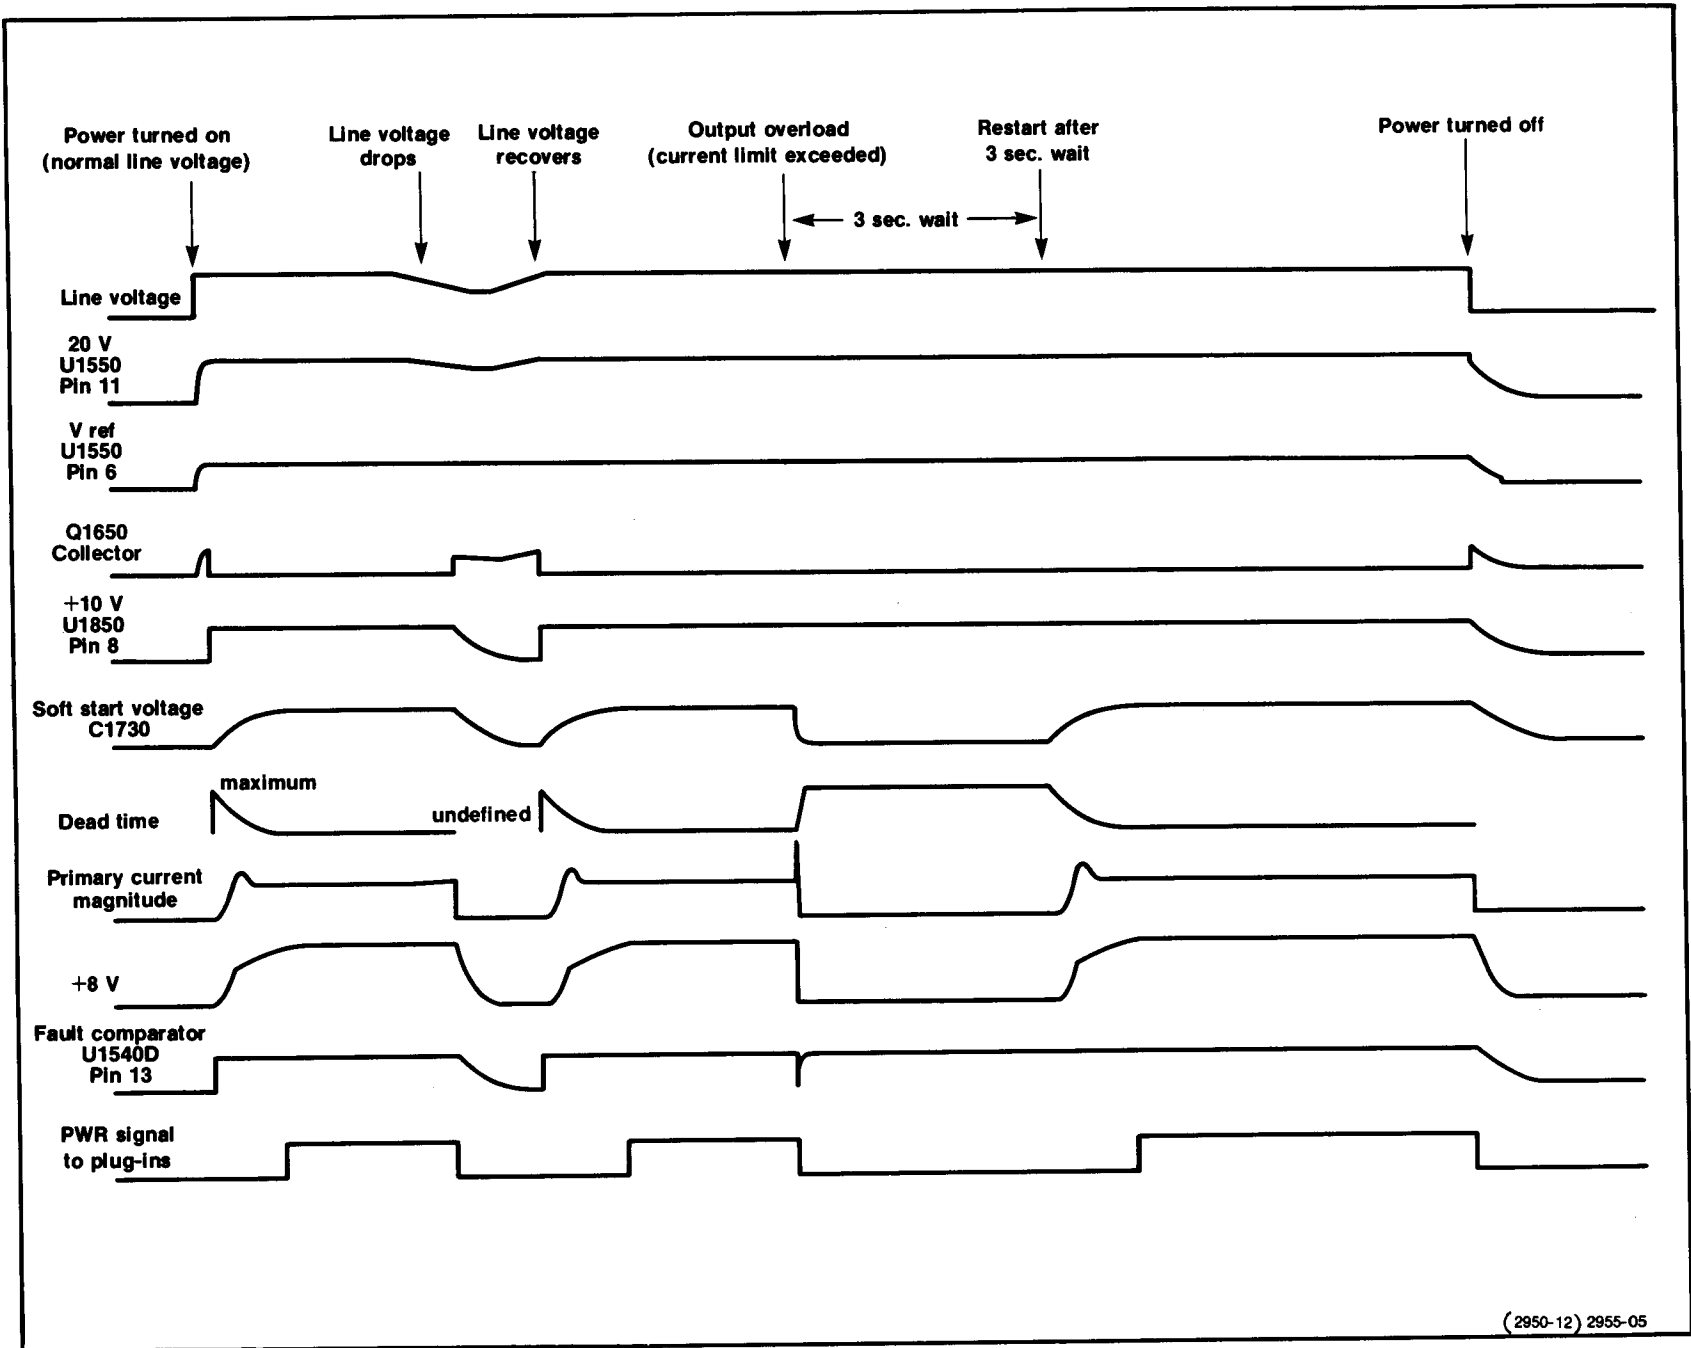 Power turned on
(normal line voltage)
Line voltage
drops
Line voltage
recovers
Output overload
(current limit exceeded)
Restart after
3 sec. wait
Power turned off
3 sec. wait
Line voltage
20 V
U1550
Pin 11
V ref
U1550
Pin 6
Q1650
Collector
+10 V
U1850
Pin 8
Soft start voltage
C1730
maximum
undefined
Dead time
Primary current
magnitude
+8 V
Fault comparator
U1540D
Pin 13
PWR signal
to plug-ins
(2950-12) 2955-05